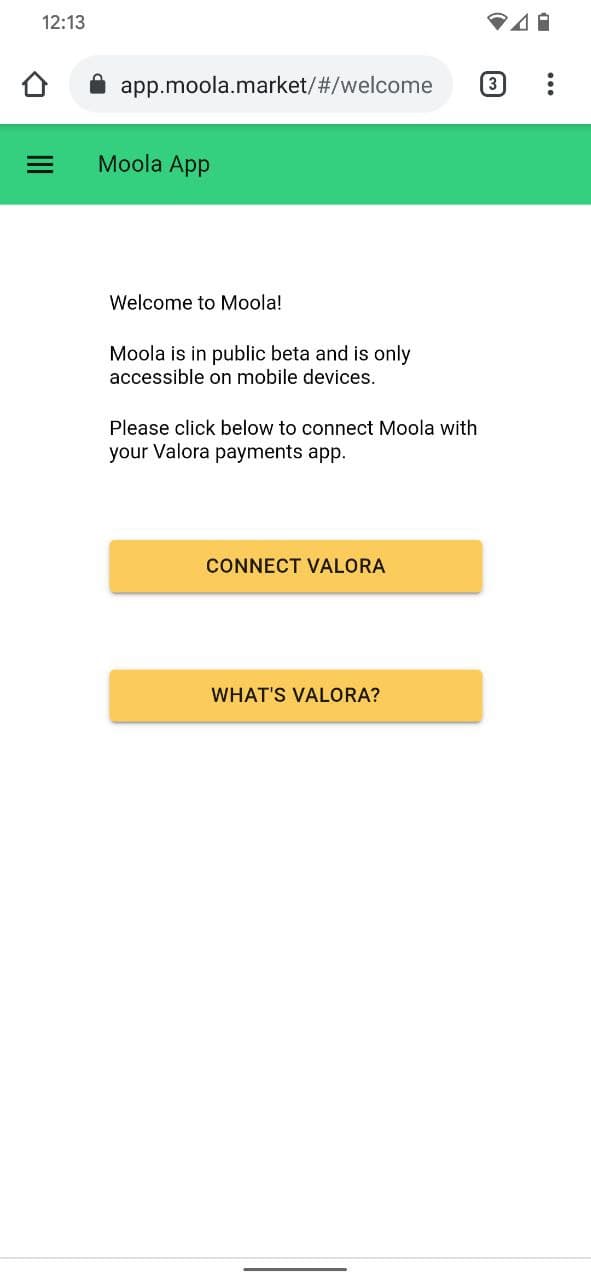 12:13
app.moola.market/#/welcome
3
Moola App
Welcome to Moola!
Moola is in public beta and is only
accessible on mobile devices.
Please click below to connect Moola with
your Valora payments app.
CONNECT VALORA
WHAT'S VALORA?